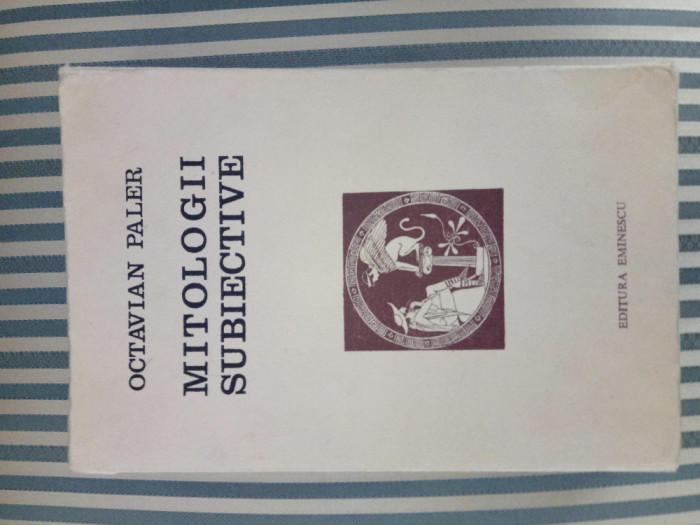 OCTAVIAN PALER
MITOLOGII
SUBIECTIVE
EDITURA EMINESCU